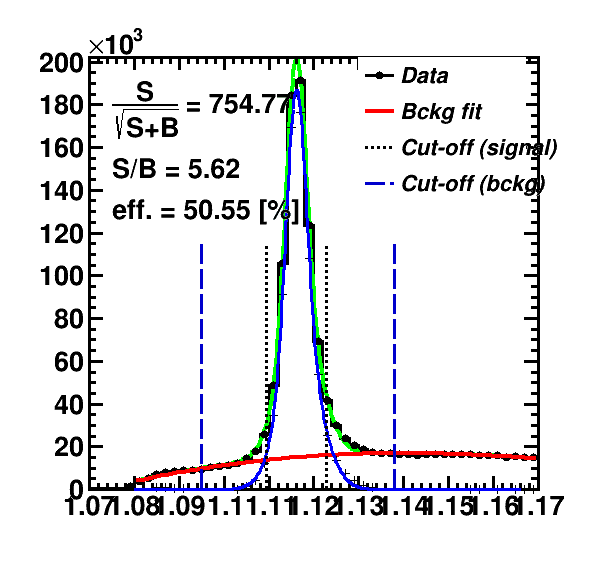 ×10³
200
180
160
140
120
100
80
60
40
20
0
S
√S+B = 754.77
S/B = 5.62
eff. = 50.55 [%]
Data
Bckg fit
Cut-off (signal)
Cut-off (bckg)
1.07 1.08 1.09 1.1 1.11 1.12 1.13 1.14 1.15 1.16 1.17